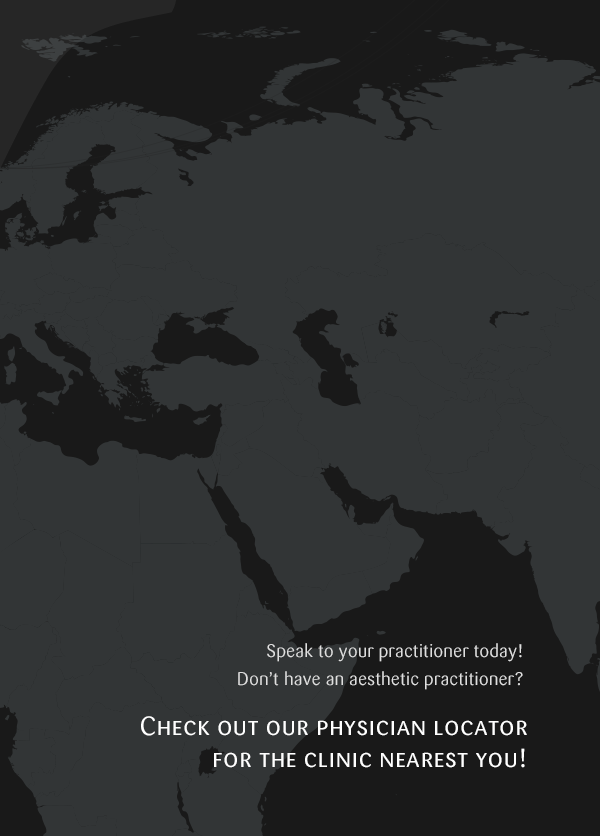 Speak to your practitioner today!
Don't have an aesthetic practitioner?
Check out our physician locator
for the clinic nearest you!